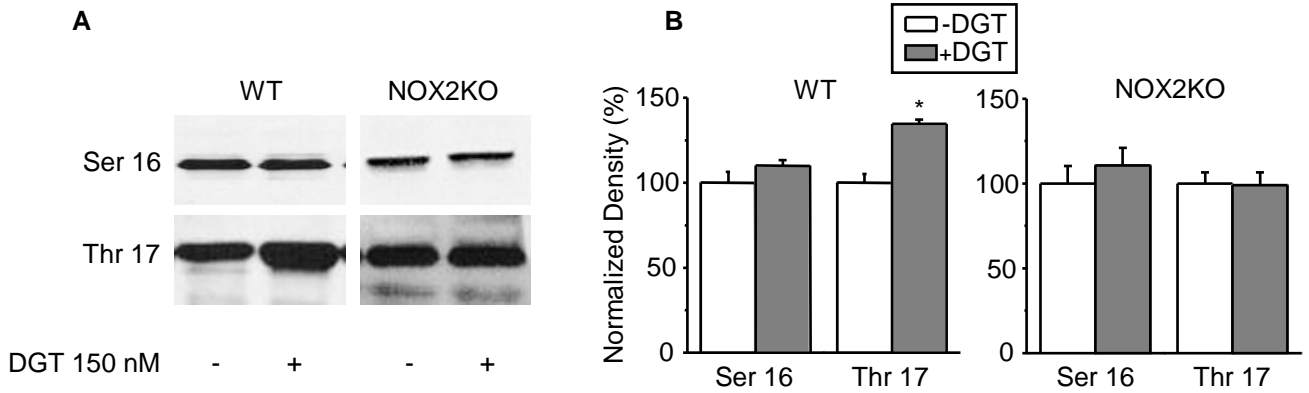 A
WT NOX2KO
Ser 16
Thr 17
DGT 150 nM - + - +
B
-DGT
+DGT
WT NOX2KO
Normalized Density (%)
150
100
50
0
*
Ser 16 Thr 17
150
100
50
0
Ser 16 Thr 17